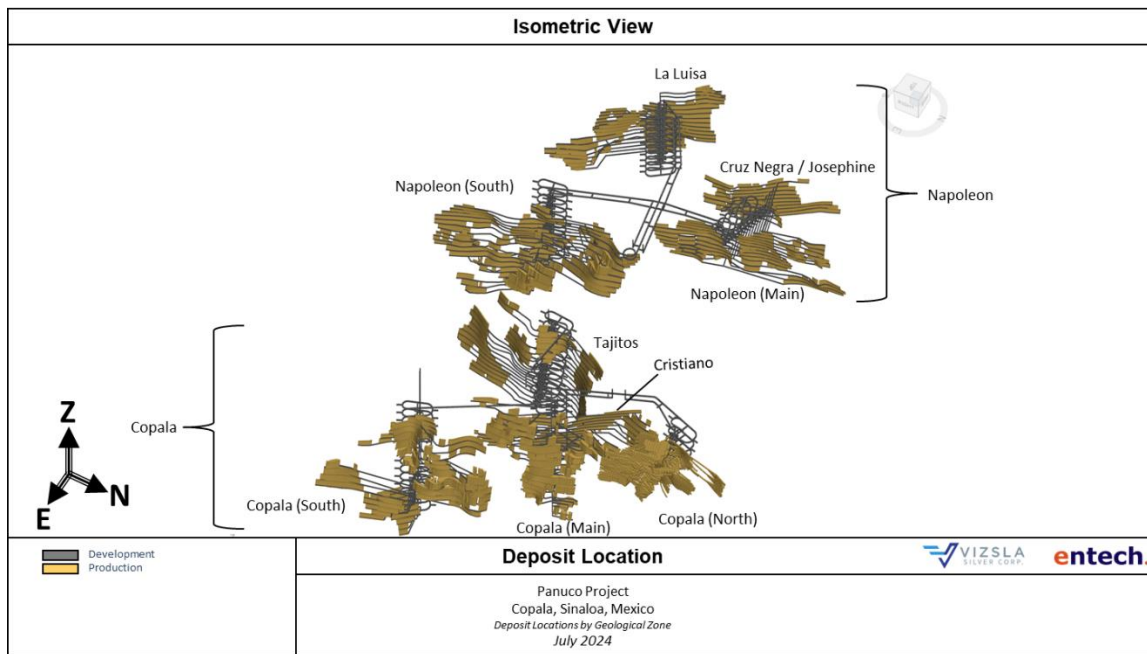 Isometric View
La Luisa
Cruz Negra / Josephine
Napoleon (South)
Napoleon
Napoleon (Main)
Tajitos
Cristiano
Z
Copala
N
E
Copala (South)
Copala (North)
Copala (Main)
Development
Production
Deposit Location
VIZSLA
SILVER CORP.
entech.
Panuco Project
Copala, Sinaloa, Mexico
Deposit Locations by Geological Zone
July 2024